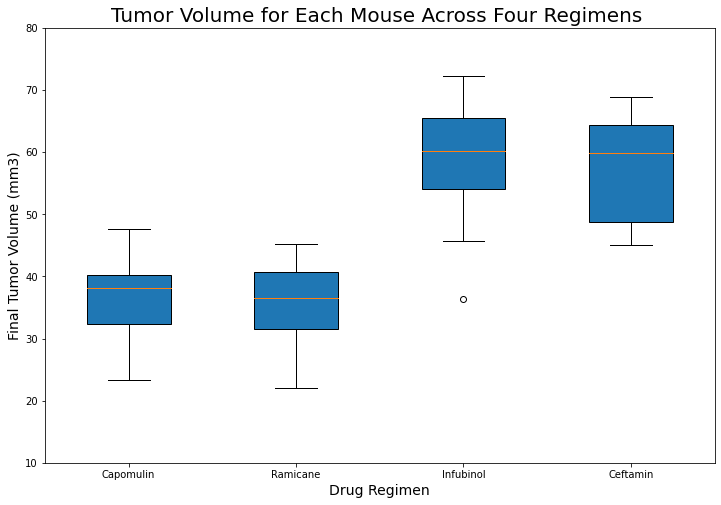 Tumor Volume for Each Mouse Across Four Regimens
Final Tumor Volume (mm3)
80
70
60
50
40
30
20
10
Capomulin Ramicane Infubinol Ceftamin
Drug Regimen